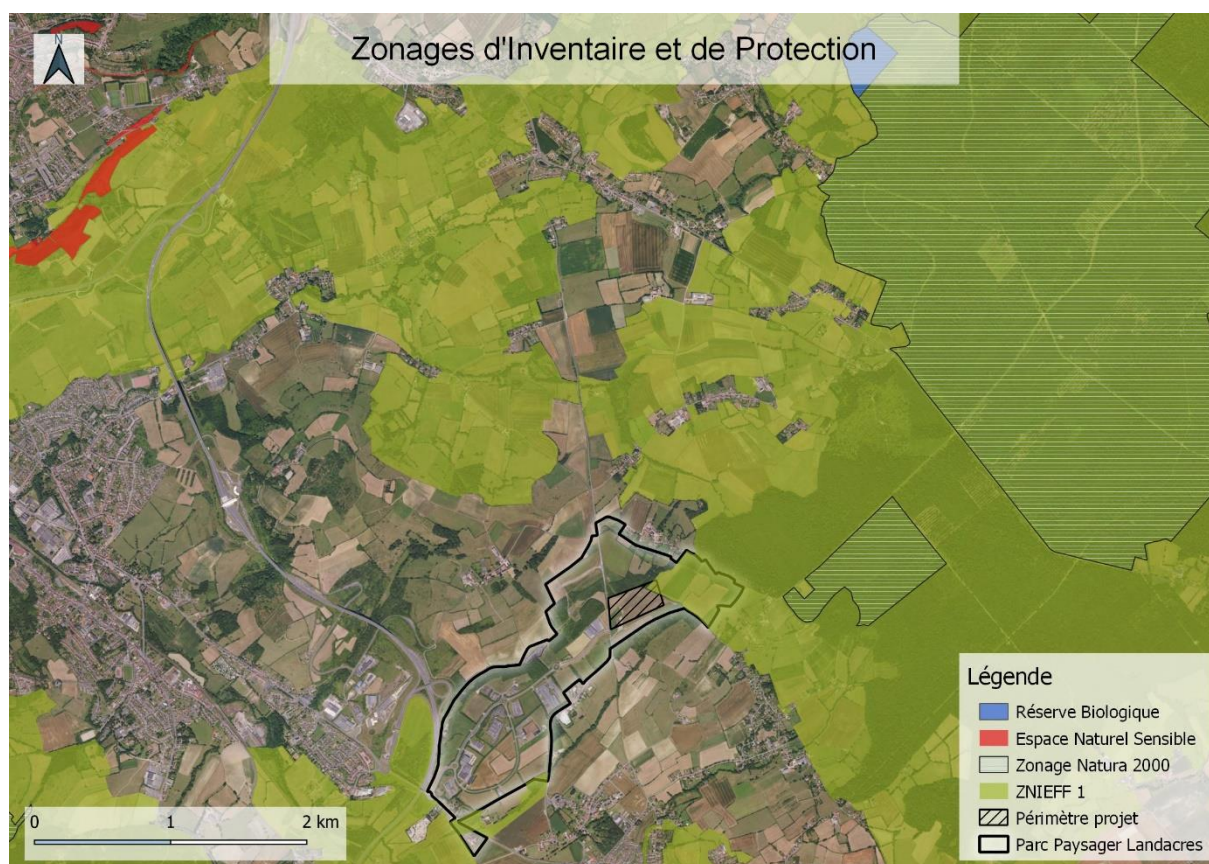 Zonages d'Inventaire et de Protection
N
Légende
Réserve Biologique
Espace Naturel Sensible
Zonage Natura 2000
ZNIEFF 1
Périmètre projet
Parc Paysager Landacres
0 1 2 km